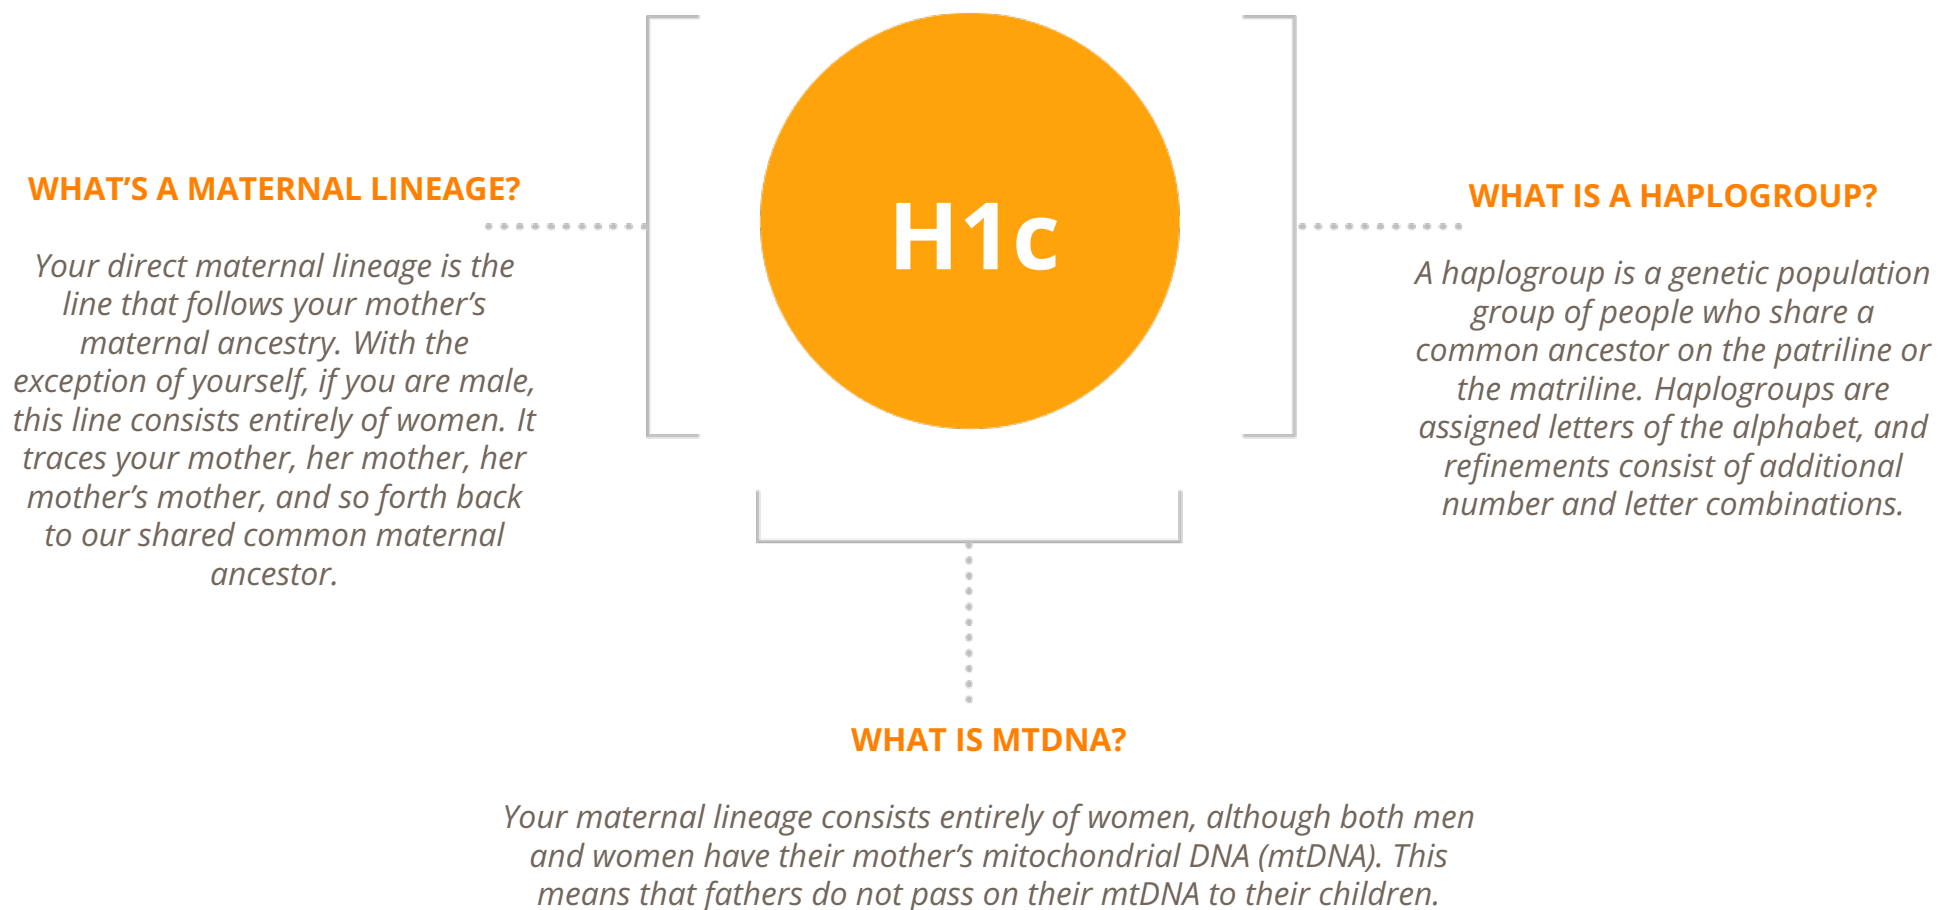 H1c
WHAT’S A MATERNAL LINEAGE?
Your direct maternal lineage is the
line that follows your mother’s
maternal ancestry. With the
exception of yourself, if you are male,
this line consists entirely of women. It
traces your mother, her mother, her
mother’s mother, and so forth back
to our shared common maternal
ancestor.
WHAT IS A HAPLOGROUP?
A haplogroup is a genetic population
group of people who share a
common ancestor on the patriline or
the matriline. Haplogroups are
assigned letters of the alphabet, and
refinements consist of additional
number and letter combinations.
WHAT IS MTDNA?
Your maternal lineage consists entirely of women, although both men
and women have their mother’s mitochondrial DNA (mtDNA). This
means that fathers do not pass on their mtDNA to their children.